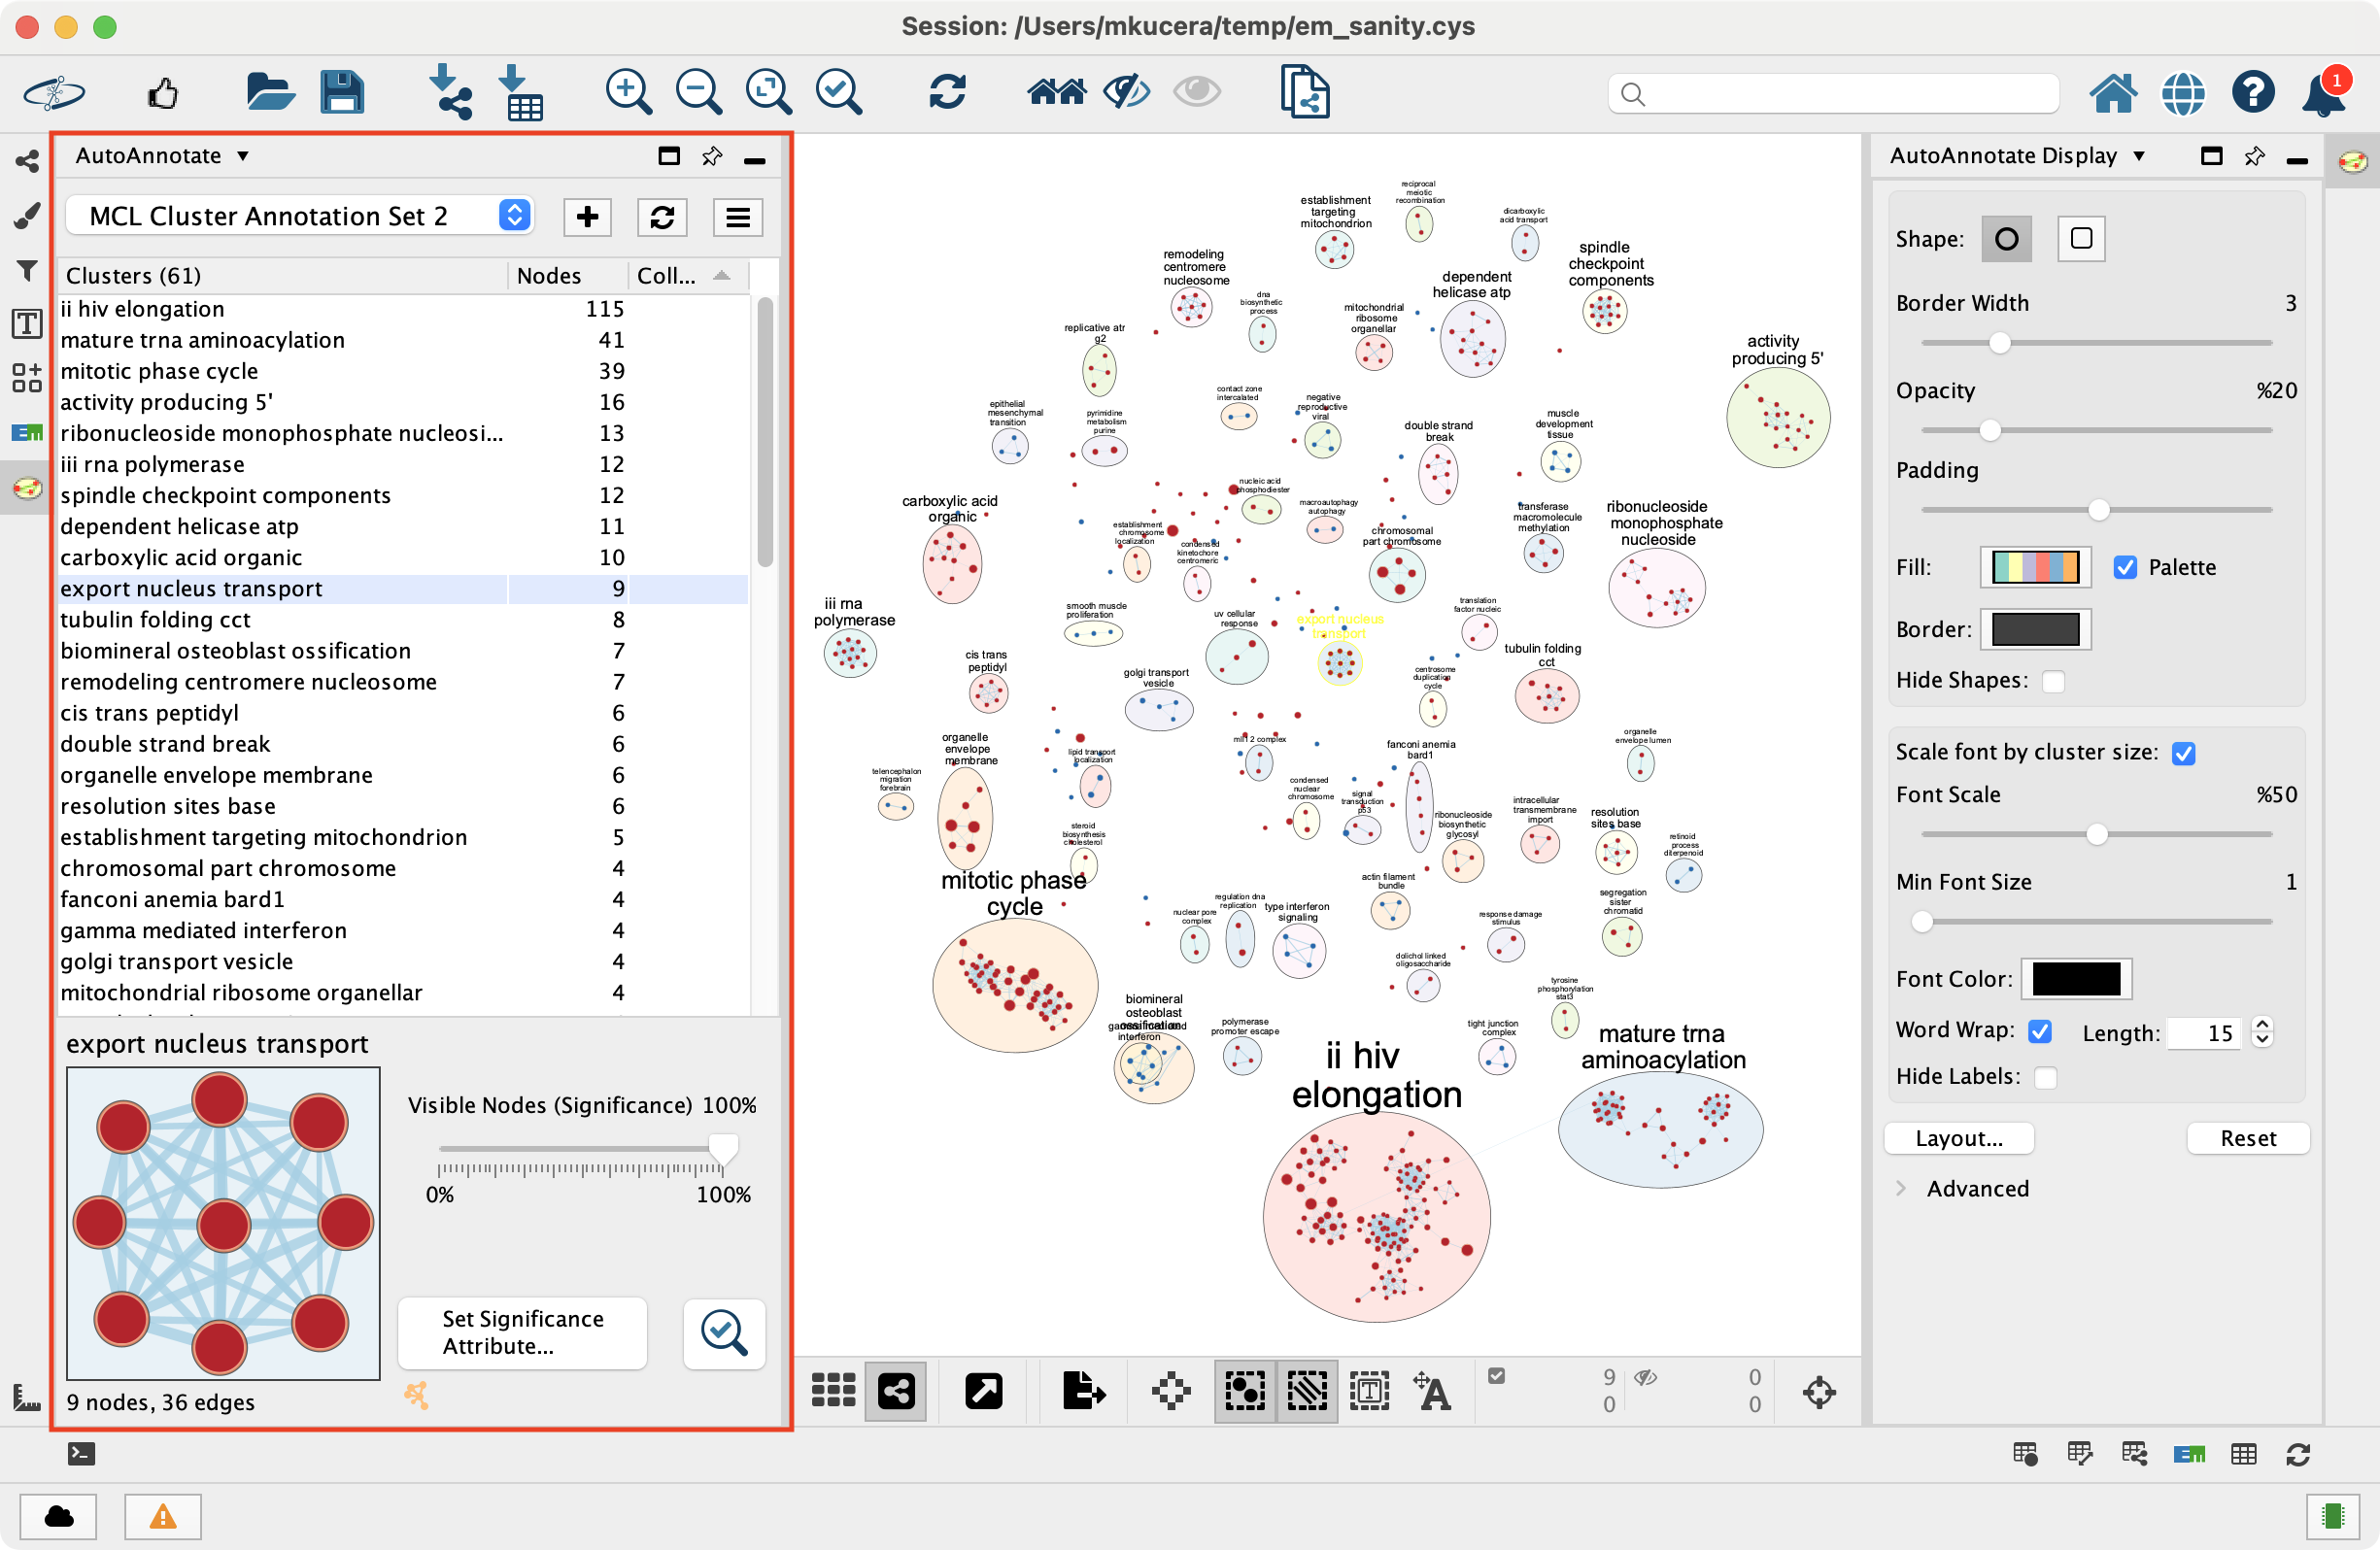 Session: /Users/mkucera/temp/em_sanity.cys
1
AutoAnnotate
MCL Cluster Annotation Set 2
Clusters (61) Nodes Coll...
ii hiv elongation 115
mature trna aminoacylation 41
mitotic phase cycle 39
activity producing 5' 16
ribonucleoside monophosphate nucleosi... 13
iii rna polymerase 12
spindle checkpoint components 12
dependent helicase atp 11
carboxylic acid organic 10
export nucleus transport 9
tubulin folding cct 8
biomineral osteoblast ossification 7
remodeling centromere nucleosome 7
cis trans peptidyl 6
double strand break 6
organelle envelope membrane 6
resolution sites base 6
establishment targeting mitochondrion 5
chromosomal part chromosome 4
fanconi anemia bard1 4
gamma mediated interferon 4
golgi transport vesicle 4
mitochondrial ribosome organellar 4
export nucleus transport
Visible Nodes (Significance) 100%
0% 100%
Set Significance
Attribute...
9 nodes, 36 edges
reciprocal
meiotic
recombination
establishment
targeting
mitochondrion
dicarboxylic
acid transport
spindle
checkpoint
components
remodeling
centromere
nucleosome
dependent
helicase atp
dna
biosynthetic
process
mitochondrial
ribosome
organellar
replicative atr
g2
activity
producing 5'
contact zone
intercalated
negative
reproductive
viral
epithelial
mesenchymal
transition
pyrimidine
metabolism
purine
muscle
development
tissue
double strand
break
nucleic acid
phosphodiester
carboxylic acid
organic
macroautophagy
autophagy
transferase
macromolecule
methylation
ribonucleoside
monophosphate
nucleoside
establishment
chromosome
localization
condensed
kinetochore
centromeric
chromosomal
part chromosome
iii rna
polymerase
smooth muscle
proliferation
uv cellular
response
export nucleus
transport
translation
factor nucleic
cis trans
peptidyl
golgi transport
vesicle
centrosome
duplication
cycle
tubulin folding
cct
organelle
envelope
membrane
lipid transport
localization
mll1 2 complex
fanconi anemia
bard1
organelle
envelope lumen
telencephalon
migration
forebrain
condensed
nuclear
chromosome
signal
transduction
p53
ribonucleoside
biosynthetic
glycosyl
intracellular
transmembrane
import
resolution
sites base
retinoid
process
diterpenoid
steroid
biosynthesis
cholesterol
mitotic phase
cycle
actin filament
bundle
segregation
sister
chromatid
nuclear pore
complex
regulation dna
replication
type interferon
signaling
response damage
stimulus
dolichol linked
oligosaccharide
tyrosine
phosphorylation
stat3
biomineral
osteoblast
ossification
interferon
polymerase
promoter escape
tight junction
complex
ii hiv
elongation
mature trna
aminoacylation
T
A
9 0
0 0
AutoAnnotate Display
Shape:
Border Width 3
Opacity %20
Padding
Fill: Palette
Border:
Hide Shapes:
Scale font by cluster size:
Font Scale %50
Min Font Size 1
Font Color:
Word Wrap: Length: 15
Hide Labels:
Layout... Reset
Advanced